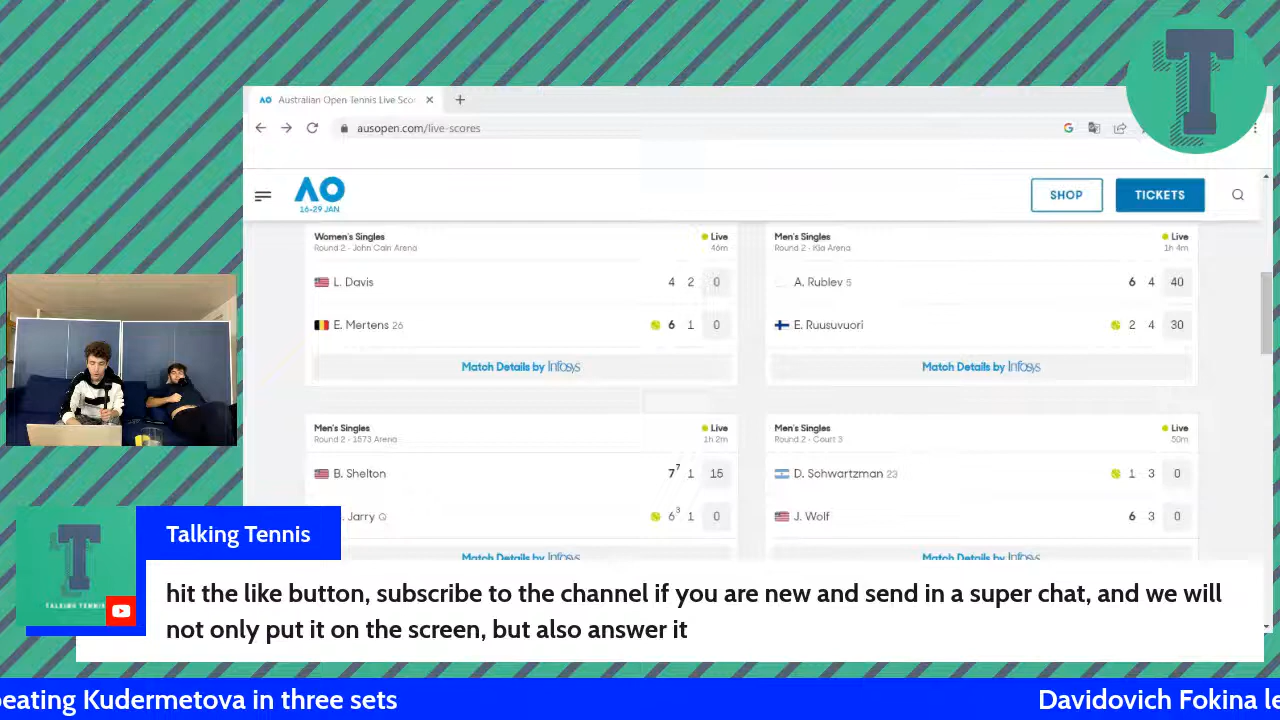 Australian Open Tennis Live Scor
ausopen.com/live-scores
AO
16-29 JAN
SHOP
TICKETS
Women's Singles
Live
Round 2 - John Cain Arena
46m
L. Davis 4 2 0
E. Mertens 26 6 1 0
Match Details by Infosys
Men's Singles
Live
Round 2 - Kia Arena
1h 4m
A. Rublev 5 6 4 40
E. Ruusuvuori 2 4 30
Match Details by Infosys
Men's Singles
Live
Round 2 - 1573 Arena
1h 2m
B. Shelton 7 7 1 15
Jarry Q 6 3 1 0
Match Details by Infosys
Men's Singles
Live
Round 2 - Court 3
50m
D. Schwartzman 23 1 3 0
J. Wolf 6 3 0
Match Details by Infosys
T
T
TALKING TENNIS
Talking Tennis
hit the like button, subscribe to the channel if you are new and send in a super chat, and we will
not only put it on the screen, but also answer it
beating Kudermetova in three sets
Davidovich Fokina le